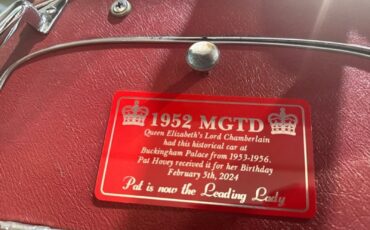 1952 MGTD
Queen Elizabeth's Lord Chamberlain
had this historical car at
Buckingham Palace from 1953-1956.
Pat Hovey received it for her Birthday
February 5th, 2024
Pat is now the Leading Lady